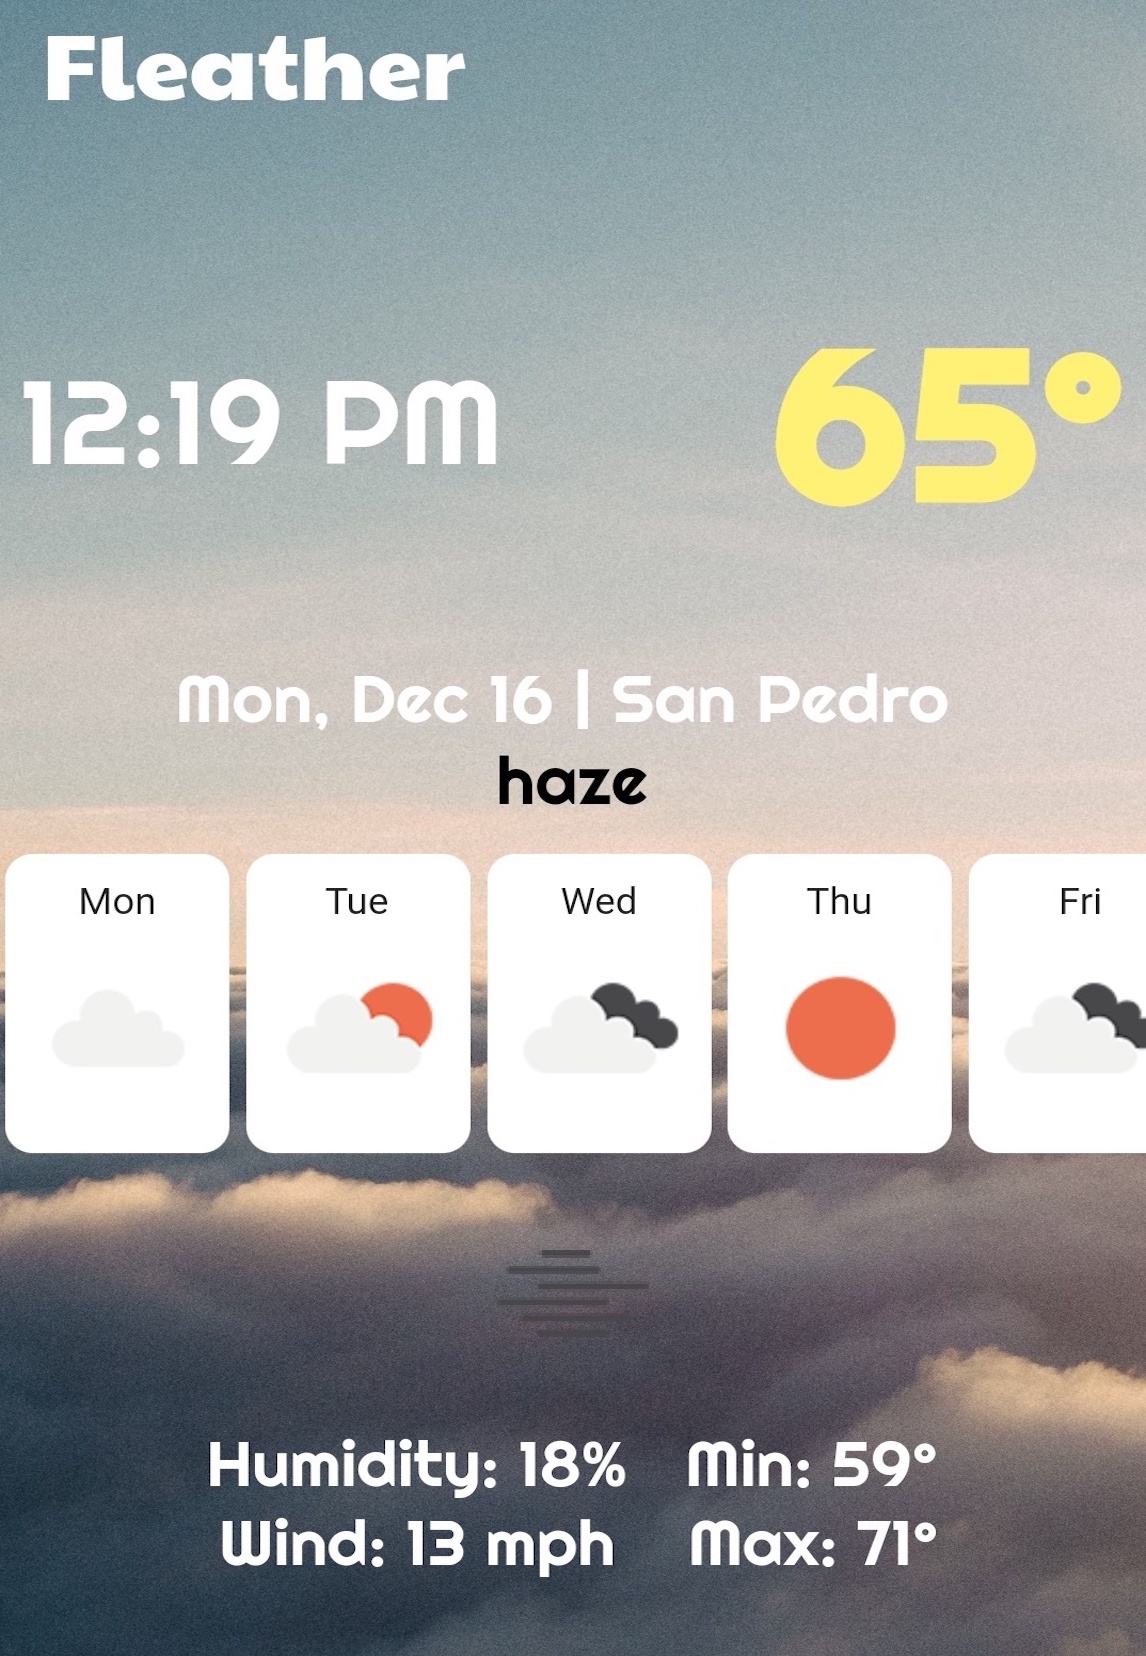 Fleather
12:19 PM
65°
Mon, Dec 16 | San Pedro
haze
Mon Tue Wed Thu Fri
Humidity: 18% Min: 59°
Wind: 13 mph Max: 71°